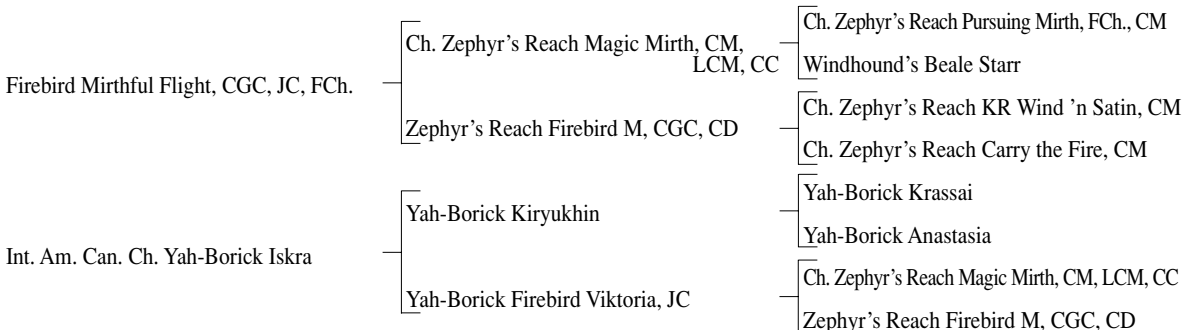 Ch. Zephyr's Reach Pursuing Mirth, FCh., CM
Ch. Zephyr's Reach Magic Mirth, CM,
LCM, CC
Windhound's Beale Starr
Firebird Mirthful Flight, CGC, JC, FCh.
Ch. Zephyr's Reach KR Wind 'n Satin, CM
Zephyr's Reach Firebird M, CGC, CD
Ch. Zephyr's Reach Carry the Fire, CM
Yah-Borick Krassai
Yah-Borick Kiryukhin
Yah-Borick Anastasia
Int. Am. Can. Ch. Yah-Borick Iskra
Ch. Zephyr's Reach Magic Mirth, CM, LCM, CC
Yah-Borick Firebird Viktoria, JC
Zephyr's Reach Firebird M, CGC, CD